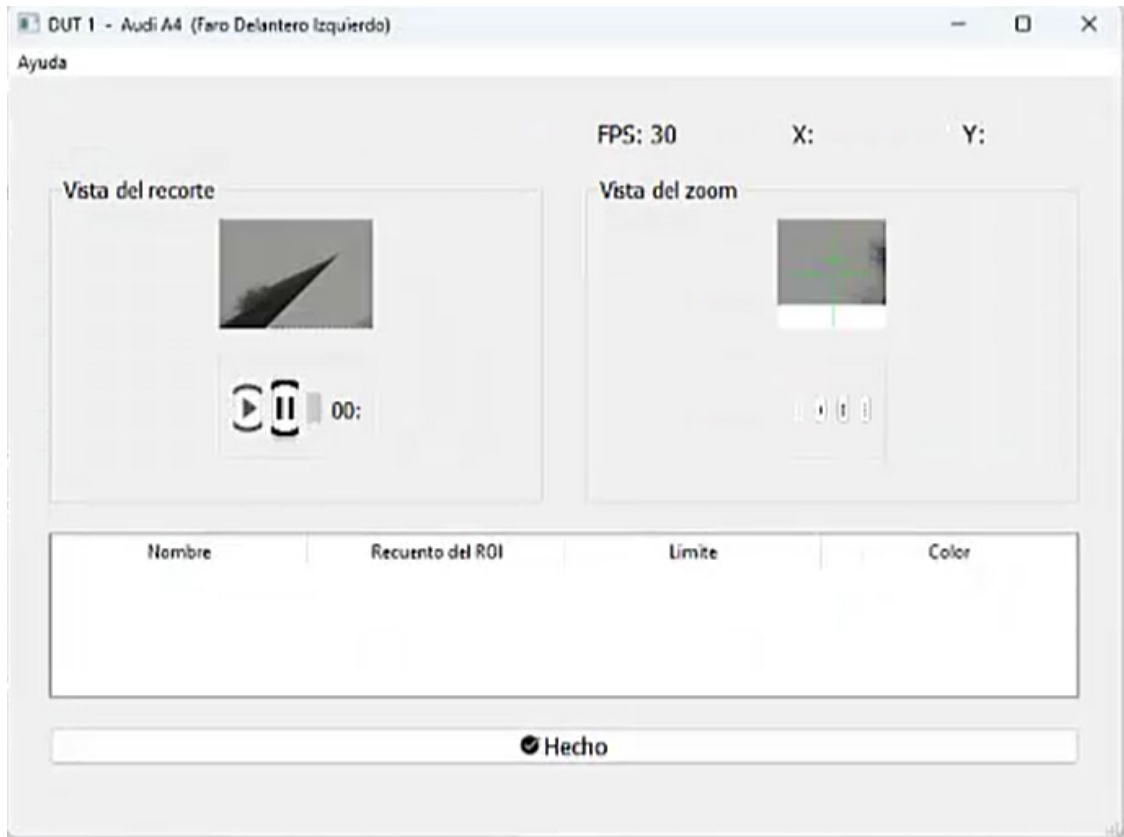 DUT 1 - Audi A4 (Faro Delantero Izquierdo)
Ayuda
FPS: 30 X: Y:
Vista del recorte Vista del zoom
00:
Nombre Recuento del ROI Limite Color
Hecho